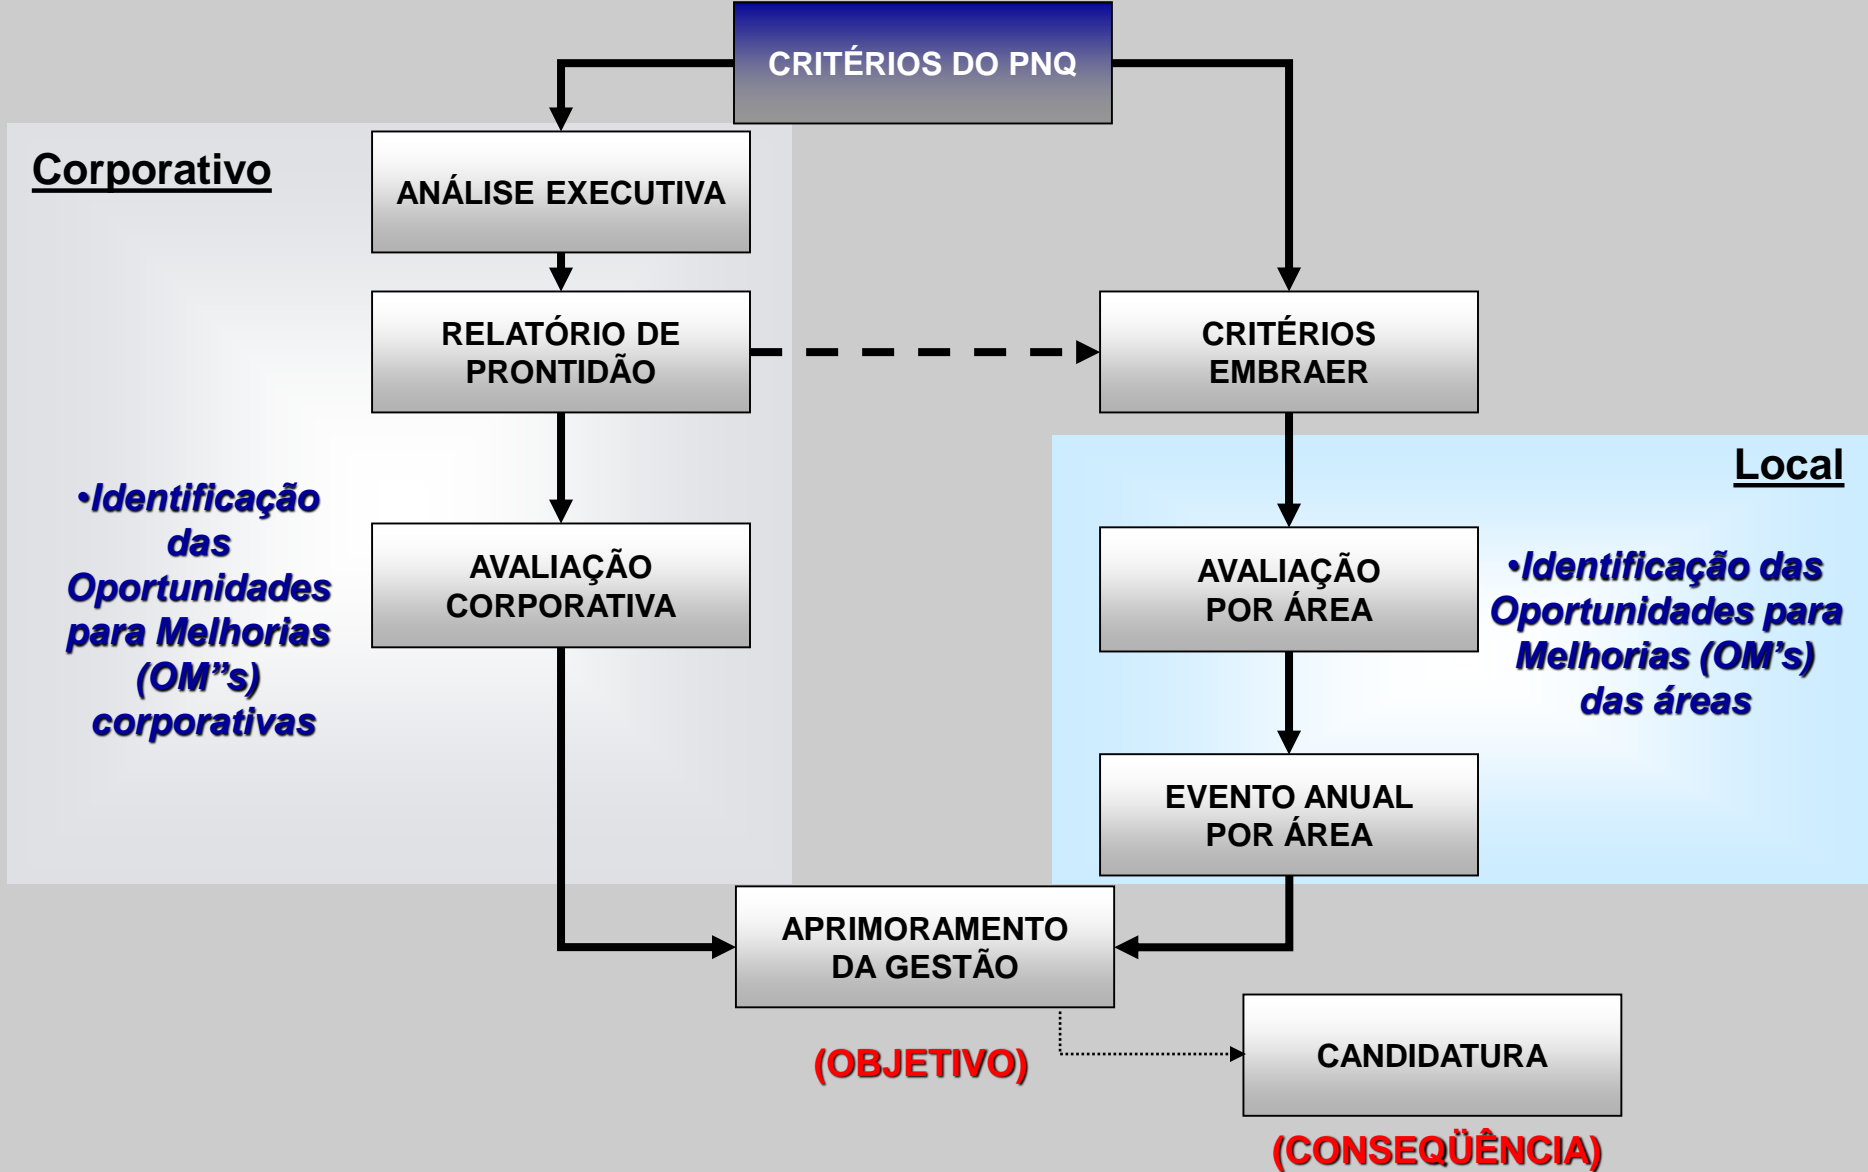 CRITÉRIOS DO PNQ
Corporativo
ANÁLISE EXECUTIVA
RELATÓRIO DE
PRONTIDÃO
CRITÉRIOS
EMBRAER
Local
•Identificação
das
Oportunidades
para Melhorias
(OM”s)
corporativas
AVALIAÇÃO
CORPORATIVA
AVALIAÇÃO
POR ÁREA
•Identificação das
Oportunidades para
Melhorias (OM’s)
das áreas
EVENTO ANUAL
POR ÁREA
APRIMORAMENTO
DA GESTÃO
(OBJETIVO)
CANDIDATURA
(CONSEQÜÊNCIA)